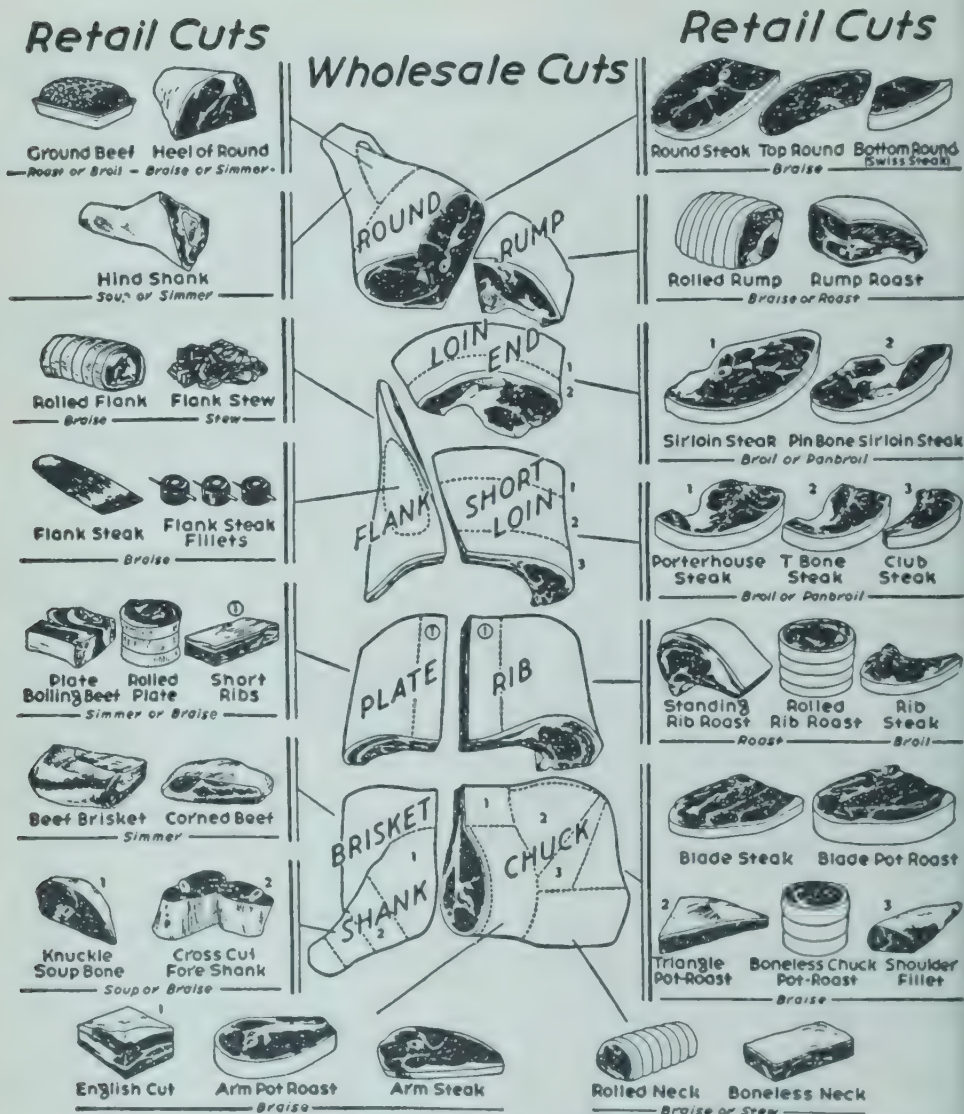 Retail Cuts
Ground Beef Heel of Round
Roast or Broil - Braise or Simmer
Hind Shank
Soup or Simmer
Rolled Flank Flank Stew
Braise Stew
Flank Steak Flank Steak
Fillets
Braise
1
Plate Rolled Short
Boiling Beef Plate Ribs
Simmer or Braise
Beef Brisket Corned Beef
Simmer
1 2
Knuckle Cross Cut
Soup Bone Fore Shank
Soup or Braise
Wholesale Cuts
ROUND
RUMP
LOIN
END
1
2
FLANK
SHORT
LOIN
1
2
3
PLATE
1
1
RIB
BRISKET
1
SHANK
2
1
2
CHUCK
3
Retail Cuts
Round Steak Top Round Bottom Round
(Swiss Steak)
Braise
Rolled Rump Rump Roast
Braise or Roast
1 2
Sirloin Steak Pin Bone Sirloin Steak
Broil or Panbroil
1 2 3
Porterhouse T Bone Club
Steak Steak Steak
Broil or Panbroil
Standing Rolled Rib
Rib Roast Rib Roast Steak
Roast Broil
Blade Steak Blade Pot Roast
2 3
Triangle Boneless Chuck Shoulder
Pot-Roast Pot-Roast Fillet
Braise
1
English Cut Arm Pot Roast Arm Steak
Braise
Rolled Neck Boneless Neck
Braise or Stew